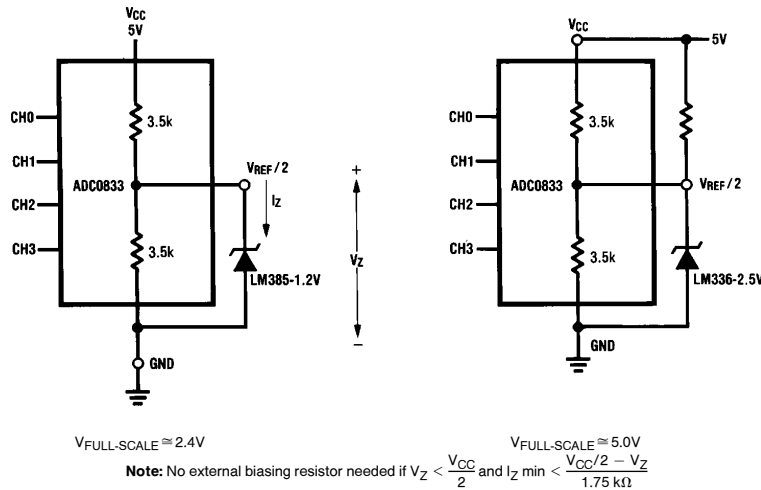 VCC
5V
3.5k
CH0
CH1
ADC0833
VREF/2
IZ
CH2
CH3
3.5k
LM385-1.2V
GND
+
VZ
−
VCC
5V
3.5k
CH0
CH1
ADC0833
VREF/2
CH2
CH3
3.5k
LM336-2.5V
GND
VFULL-SCALE ≅ 2.4V
VFULL-SCALE ≅ 5.0V
Note: No external biasing resistor needed if VZ < VCC/2 and IZ min < (VCC/2 − VZ)/1.75 kΩ